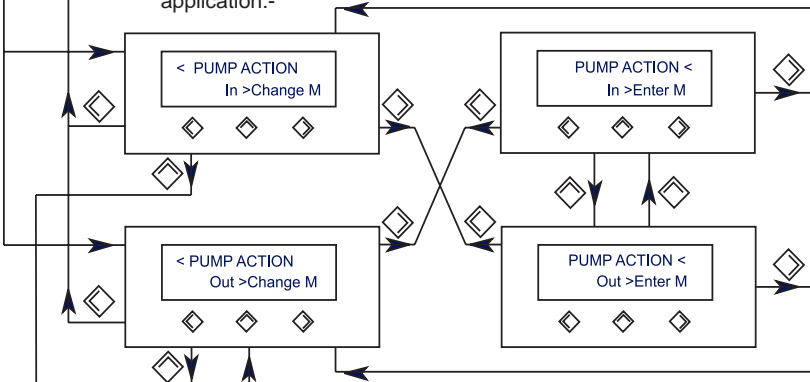 application.-
< PUMP ACTION
In >Change M
PUMP ACTION <
In >Enter M
< PUMP ACTION
Out >Change M
PUMP ACTION <
Out >Enter M